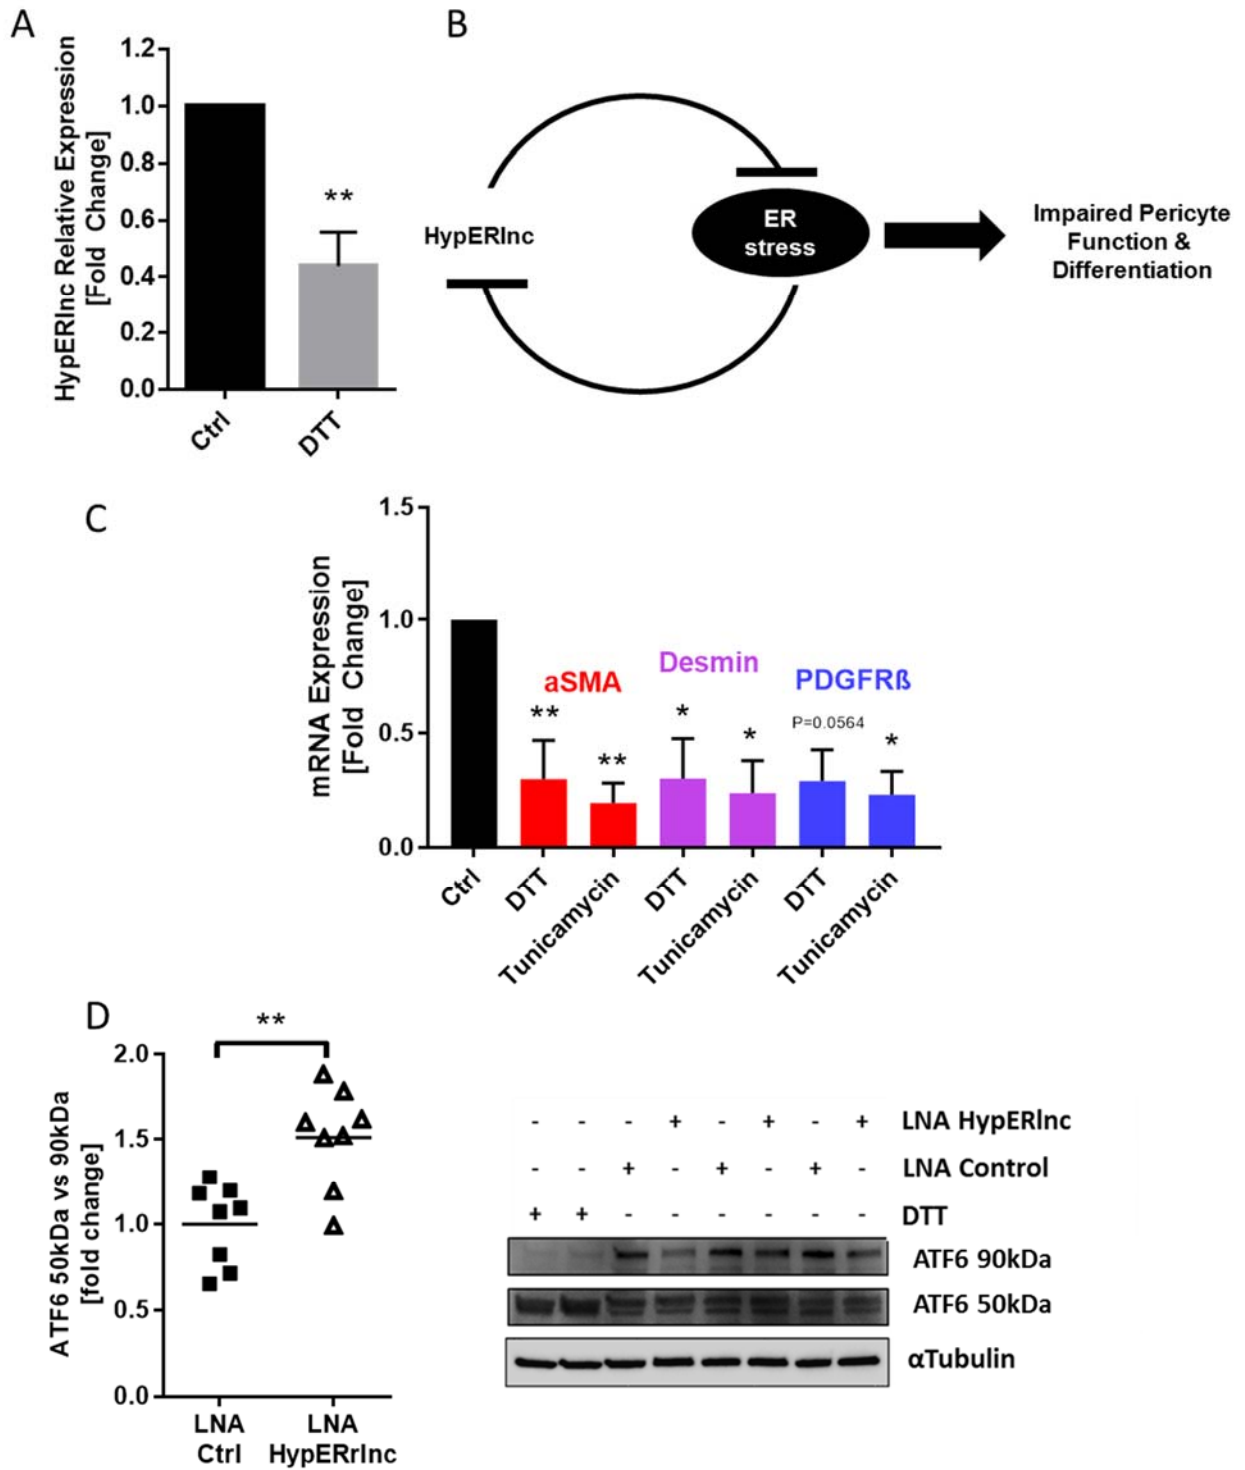 A
HypERlnc Relative Expression
[Fold Change]
1.2
1.0
0.8
0.6
0.4
0.2
0.0
**
Ctrl
DTT
B
HypERlnc
ER
stress
Impaired Pericyte
Function &
Differentiation
C
mRNA Expression
[Fold Change]
1.5
1.0
0.5
0.0
aSMA
Desmin
PDGFRß
**
**
*
*
P=0.0564
*
Ctrl
DTT
Tunicamycin
DTT
Tunicamycin
DTT
Tunicamycin
D
ATF6 50kDa vs 90kDa
[fold change]
2.0
1.5
1.0
0.5
0.0
**
LNA
Ctrl
LNA
HypERrlnc
- - - + - + - + LNA HypERlnc
- - + - + - + - LNA Control
+ + - - - - - - DTT
ATF6 90kDa
ATF6 50kDa
αTubulin